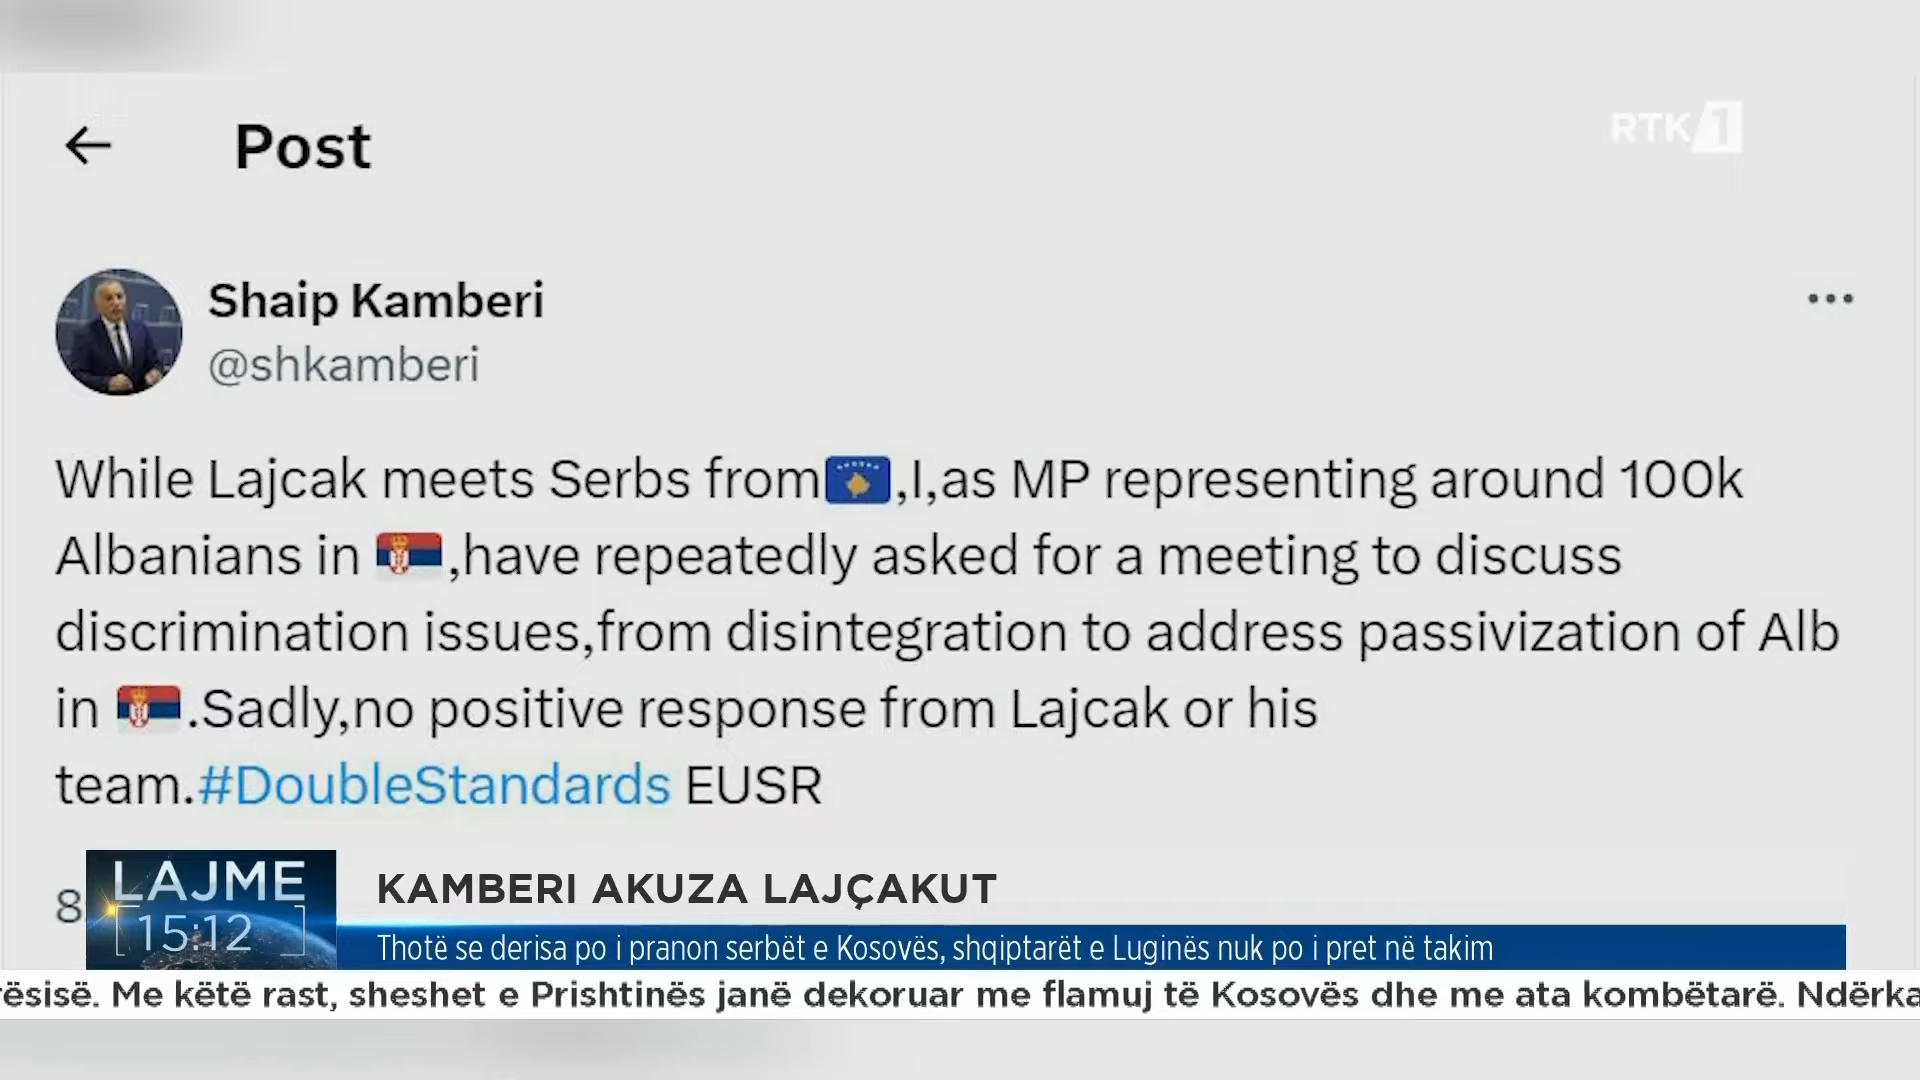 Post
RTK 1
Shaip Kamberi
@shkamberi
While Lajcak meets Serbs from🇽🇰,I,as MP representing around 100k
Albanians in 🇷🇸,have repeatedly asked for a meeting to discuss
discrimination issues,from disintegration to address passivization of Alb
in 🇷🇸.Sadly,no positive response from Lajcak or his
team.#DoubleStandards EUSR
8
LAJME
15:12
KAMBERI AKUZA LAJÇAKUT
Thotë se derisa po i pranon serbët e Kosovës, shqiptarët e Luginës nuk po i pret në takim
Me këtë rast, sheshet e Prishtinës janë dekoruar me flamuj të Kosovës dhe me ata kombëtarë.